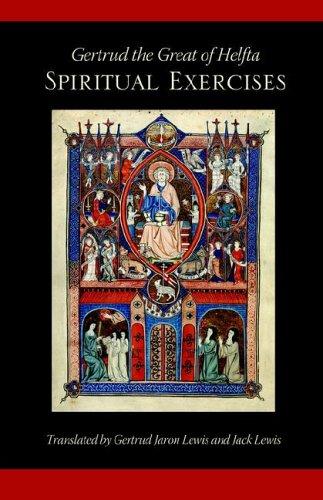 Gertrud the Great of Helfta
SPIRITUAL EXERCISES
Translated by Gertrud Jaron Lewis and Jack Lewis